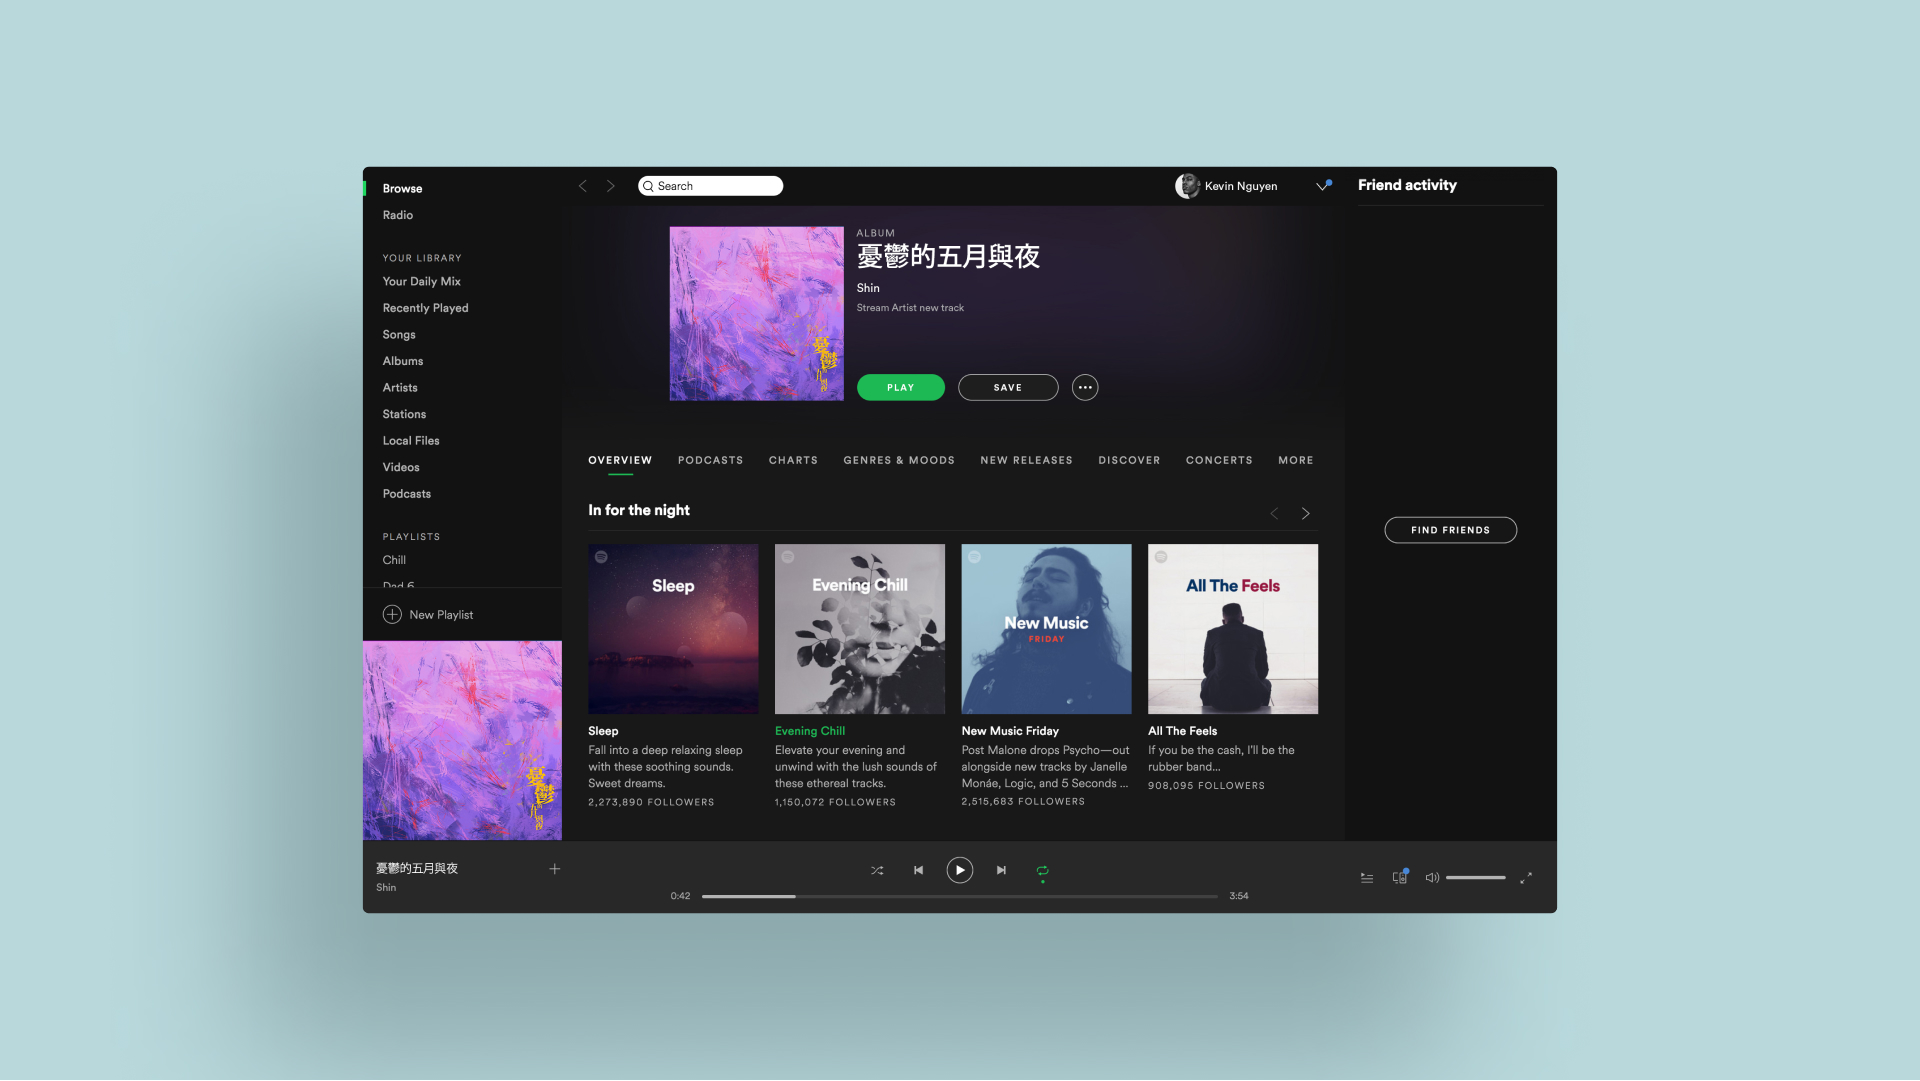 Browse
Radio
YOUR LIBRARY
Your Daily Mix
Recently Played
Songs
Albums
Artists
Stations
Local Files
Videos
Podcasts
PLAYLISTS
Chill
Dad 6
New Playlist
Search
Kevin Nguyen
ALBUM
憂鬱的五月與夜
Shin
Stream Artist new track
PLAY
SAVE
OVERVIEW PODCASTS CHARTS GENRES & MOODS NEW RELEASES DISCOVER CONCERTS MORE
In for the night
Sleep
Sleep
Fall into a deep relaxing sleep
with these soothing sounds.
Sweet dreams.
2,273,890 FOLLOWERS
Evening Chill
Evening Chill
Elevate your evening and
unwind with the lush sounds of
these ethereal tracks.
1,150,072 FOLLOWERS
New Music
FRIDAY
New Music Friday
Post Malone drops Psycho—out
alongside new tracks by Janelle
Monáe, Logic, and 5 Seconds ...
2,515,683 FOLLOWERS
All The Feels
All The Feels
If you be the cash, I'll be the
rubber band...
908,095 FOLLOWERS
Friend activity
FIND FRIENDS
憂鬱的五月與夜
Shin
0:42
3:54